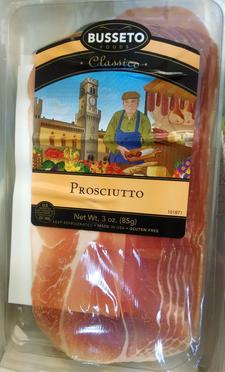 BUSSETO
FOODS
Classico
PROSCIUTTO
Net Wt. 3 oz. (85g)
KEEP REFRIGERATED • MADE IN USA • GLUTEN FREE